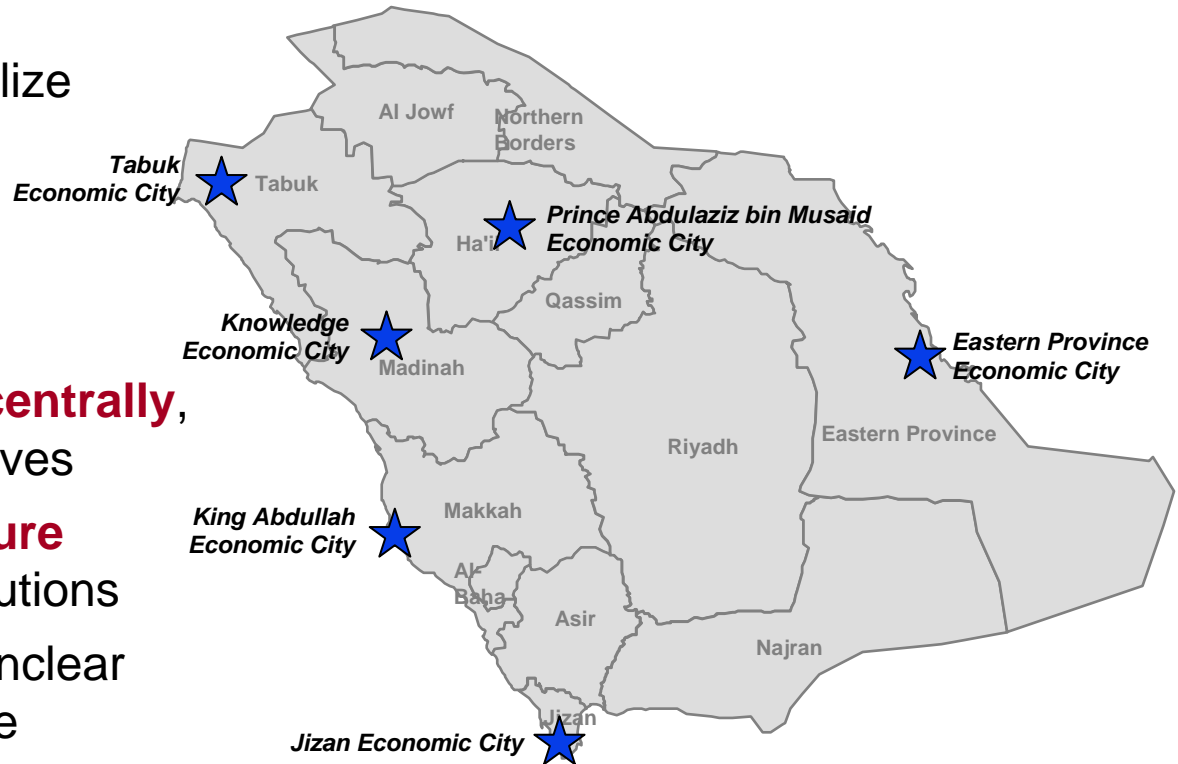 lize
Al Jowf
Northern
Borders
Tabuk
Economic City
Tabuk
Prince Abdulaziz bin Musaid
Economic City
Ha'il
Qassim
Knowledge
Economic City
Madinah
Eastern Province
Economic City
centrally,
ves
Riyadh
Eastern Province
King Abdullah
Economic City
Makkah
ure
utions
Al-
Baha
Asir
nclear
e
Najran
Jizan
Jizan Economic City